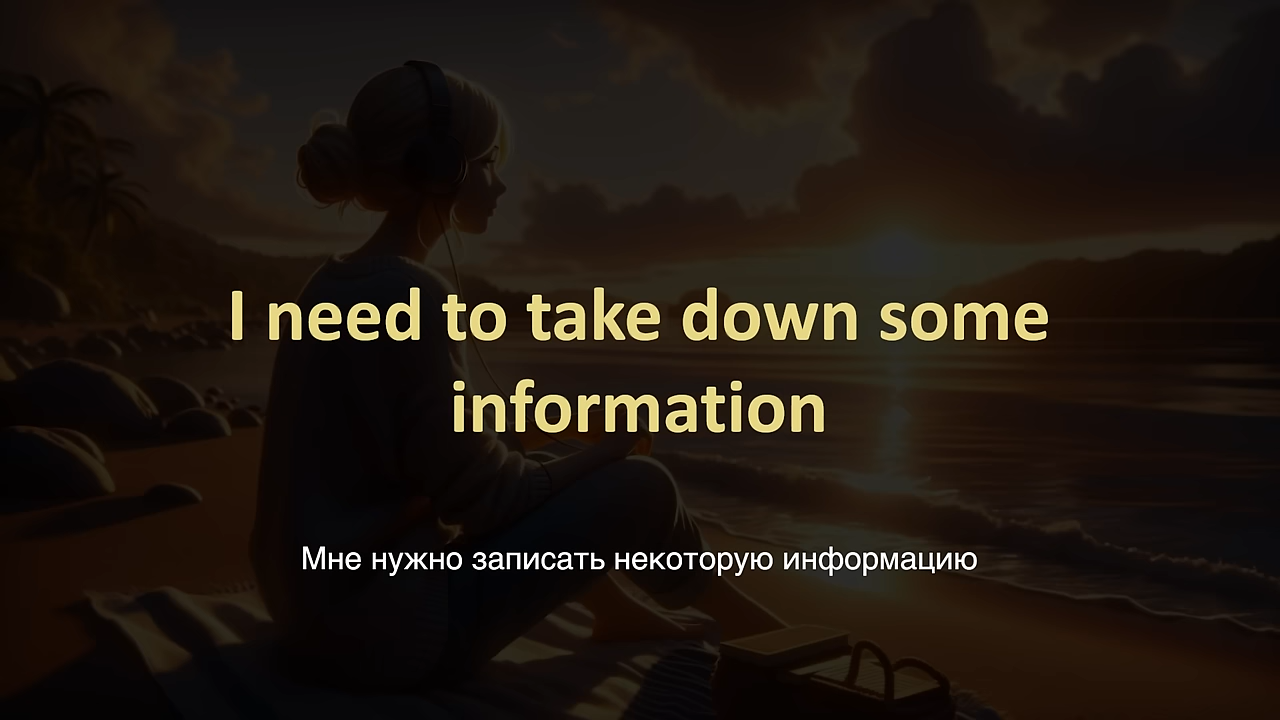 I need to take down some
information
Мне нужно записать некоторую информацию